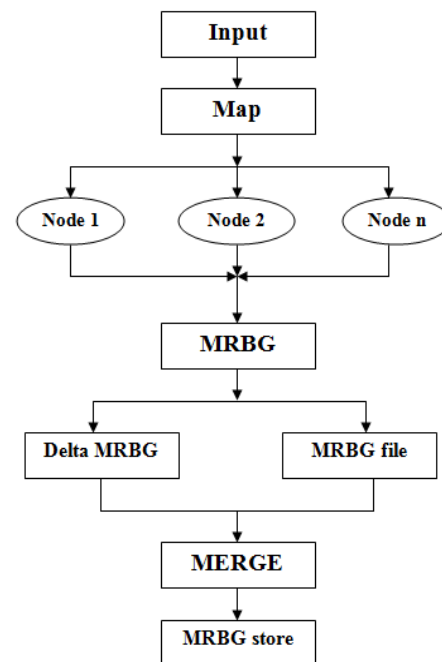 Input
Map
Node 1
Node 2
Node n
MRBG
Delta MRBG
MRBG file
MERGE
MRBG store